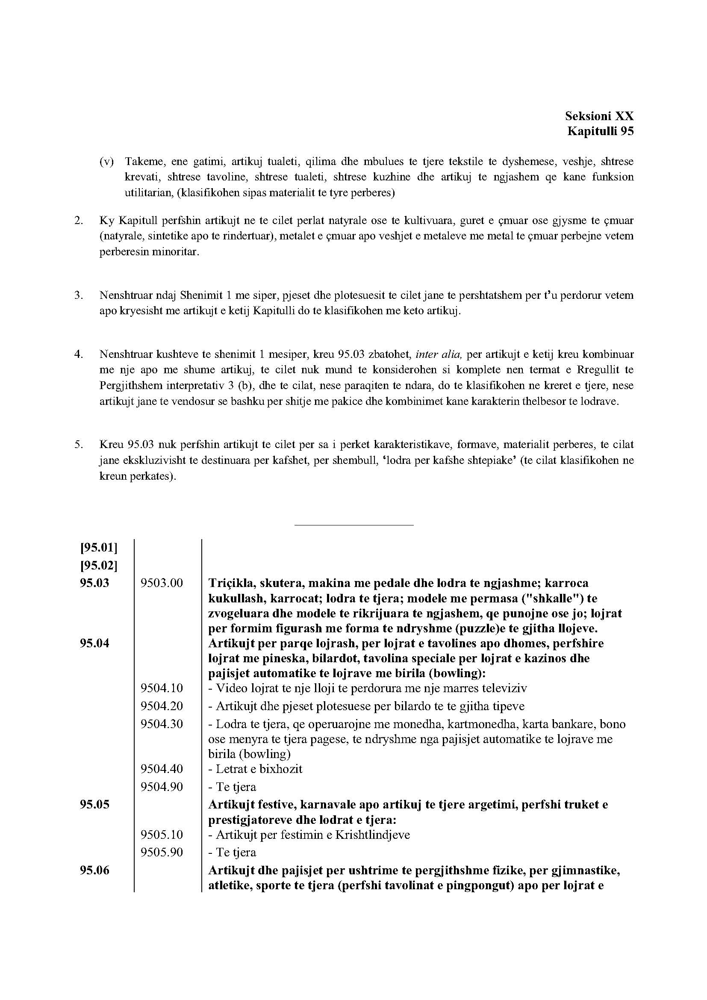 Seksioni XX
Kapitulli 95
(v) Takeme, ene gatimi, artikuj tualeti, qilima dhe mbulues te tjere tekstile te dyshemese, veshje, shtrese
krevati, shtrese tavoline, shtrese tualeti, shtrese kuzhine dhe artikuj te ngjashem qe kane funksion
utilitarian, (klasifikohen sipas materialit te tyre perberes)
2. Ky Kapitull perfshin artikujt ne te cilet perlat natyrale ose te kultivuara, guret e çmuar ose gjysme te çmuar
(natyrale, sintetike apo te rindertuar), metalet e çmuar apo veshjet e metaleve me metal te çmuar perbejne vetem
perberesin minoritar.
3. Nenshtruar ndaj Shenimit 1 me siper, pjeset dhe plotesuesit te cilet jane te pershtatshem per t’u perdorur vetem
apo kryesisht me artikujt e ketij Kapitulli do te klasifikohen me keto artikuj.
4. Nenshtruar kushteve te shenimit 1 mesiper, kreu 95.03 zbatohet, inter alia, per artikujt e ketij kreu kombinuar
me nje apo me shume artikuj, te cilet nuk mund te konsiderohen si komplete nen termat e Rregullit te
Pergjithshem interpretativ 3 (b), dhe te cilat, nese paraqiten te ndara, do te klasifikohen ne kreret e tjere, nese
artikujt jane te vendosur se bashku per shitje me pakice dhe kombinimet kane karakterin thelbesor te lodrave.
5. Kreu 95.03 nuk perfshin artikujt te cilet per sa i perket karakteristikave, formave, materialit perberes, te cilat
jane ekskluzivisht te destinuara per kafshet, per shembull, ‘lodra per kafshe shtepiake’ (te cilat klasifikohen ne
kreun perkates).
[95.01]
[95.02]
95.03 9503.00 Triçikla, skutera, makina me pedale dhe lodra te ngjashme; karroca
kukullash, karrocat; lodra te tjera; modele me permasa ("shkalle") te
zvogeluara dhe modele te rikrijuara te ngjashem, qe punojne ose jo; lojrat
per formim figurash me forma te ndryshme (puzzle)e te gjitha llojeve.
95.04 Artikujt per parqe lojrash, per lojrat e tavolines apo dhomes, perfshire
lojrat me pineska, bilardot, tavolina speciale per lojrat e kazinos dhe
pajisjet automatike te lojrave me birila (bowling):
9504.10 - Video lojrat te nje lloji te perdorura me nje marres televiziv
9504.20 - Artikujt dhe pjeset plotesuese per bilardo te te gjitha tipeve
9504.30 - Lodra te tjera, qe operuarojne me monedha, kartmonedha, karta bankare, bono
ose menyra te tjera pagese, te ndryshme nga pajisjet automatike te lojrave me
birila (bowling)
9504.40 - Letrat e bixhozit
9504.90 - Te tjera
95.05 Artikujt festive, karnavale apo artikuj te tjere argetimi, perfshi truket e
prestigjatoreve dhe lodrat e tjera:
9505.10 - Artikujt per festimin e Krishtlindjeve
9505.90 - Te tjera
95.06 Artikujt dhe pajisjet per ushtrime te pergjithshme fizike, per gjimnastike,
atletike, sporte te tjera (perfshi tavolinat e pingpongut) apo per lojrat e